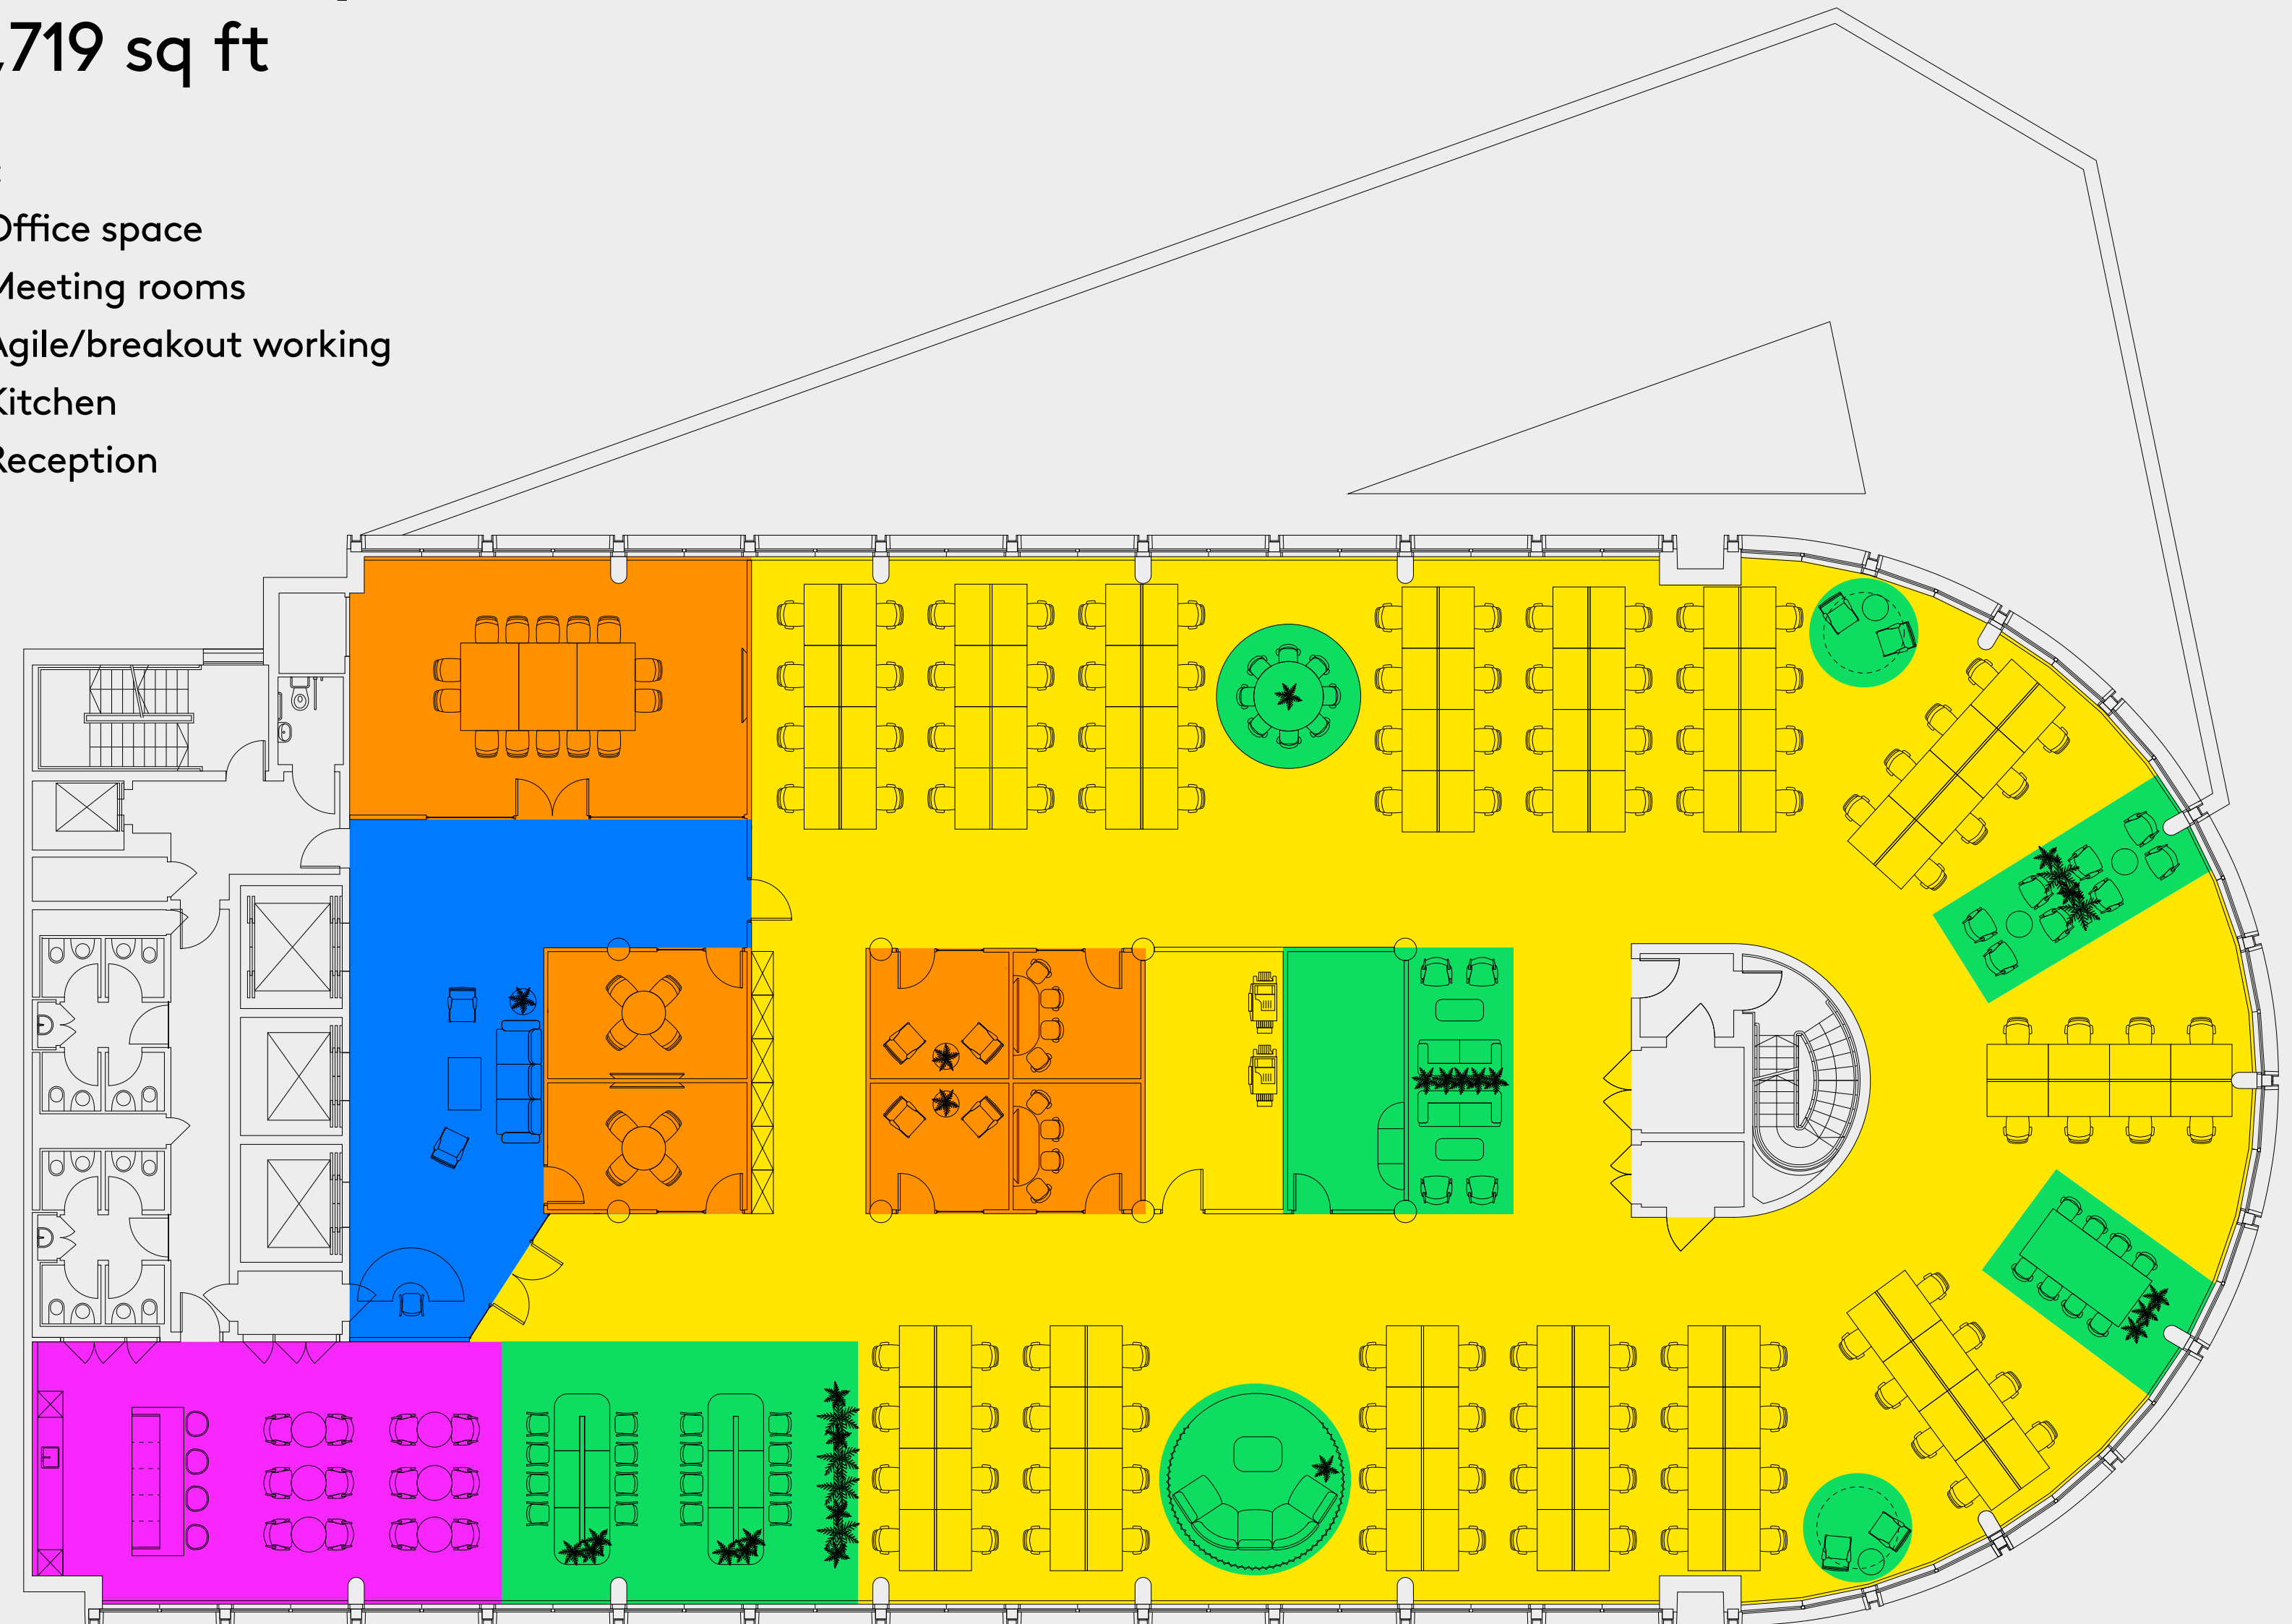 ,719 sq ft
Office space
Meeting rooms
Agile/breakout working
Kitchen
Reception